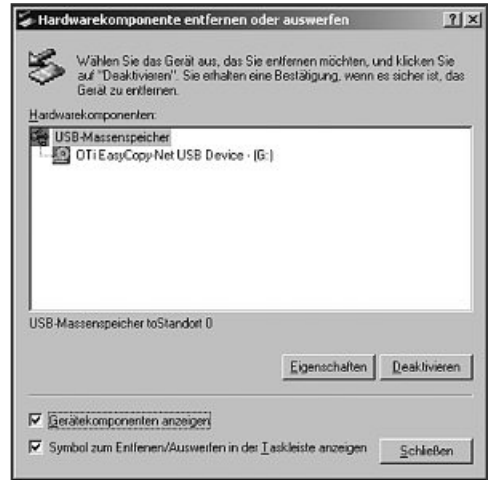 Hardwarekomponente entfernen oder auswerfen
Wählen Sie das Gerät aus, das Sie entfernen möchten, und klicken Sie
auf "Deaktivieren". Sie erhalten eine Bestätigung, wenn es sicher ist, das
Gerät zu entfernen.
Hardwarekomponenten:
USB-Massenspeicher
OTi EasyCopy-Net USB Device - (G:)
USB-Massenspeicher toStandort 0
Eigenschaften
Deaktivieren
Gerätekomponenten anzeigen
Symbol zum Entfenen/Auswerfen in der Taskleiste anzeigen
Schließen